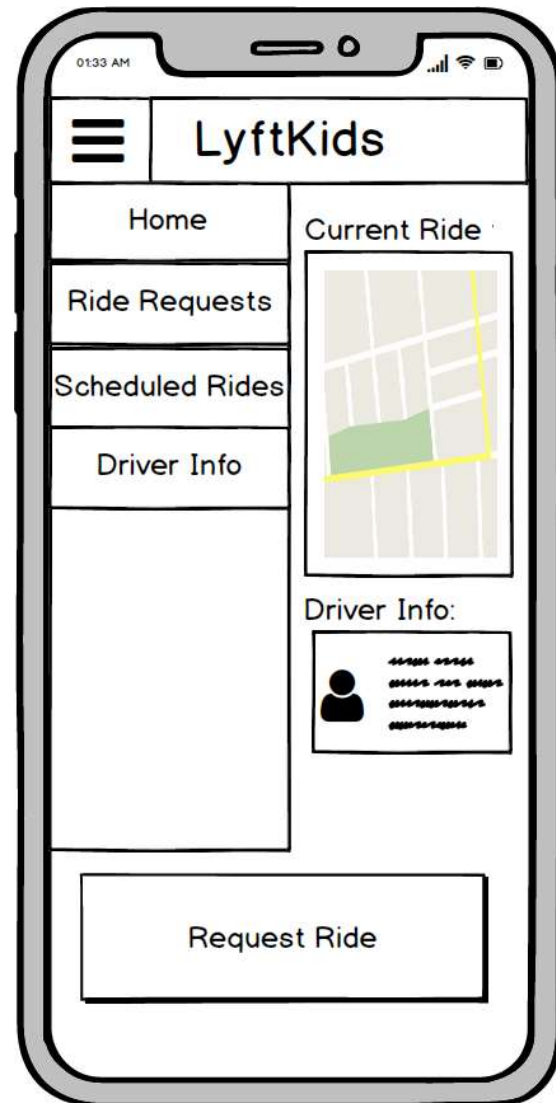 01:33 AM
LyftKids
Home
Ride Requests
Scheduled Rides
Driver Info
Current Ride
Driver Info:
Request Ride